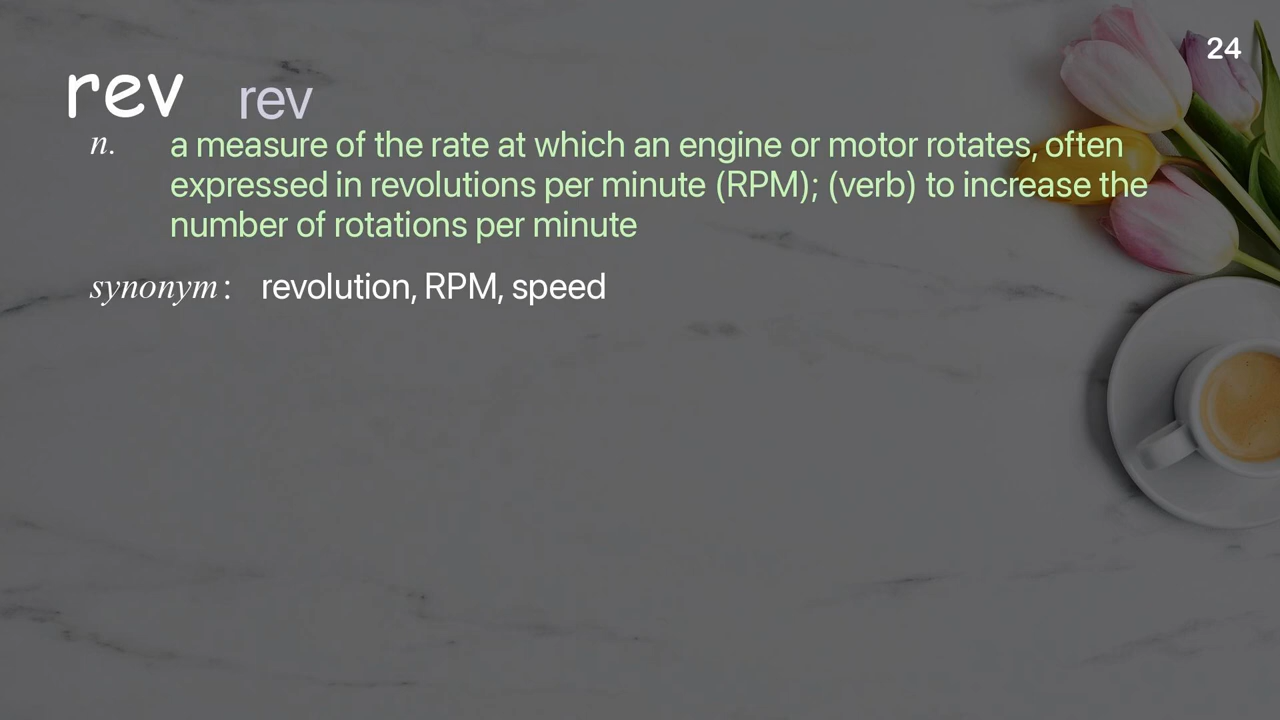 24
rev rev
n. a measure of the rate at which an engine or motor rotates, often
expressed in revolutions per minute (RPM); (verb) to increase the
number of rotations per minute
synonym: revolution, RPM, speed